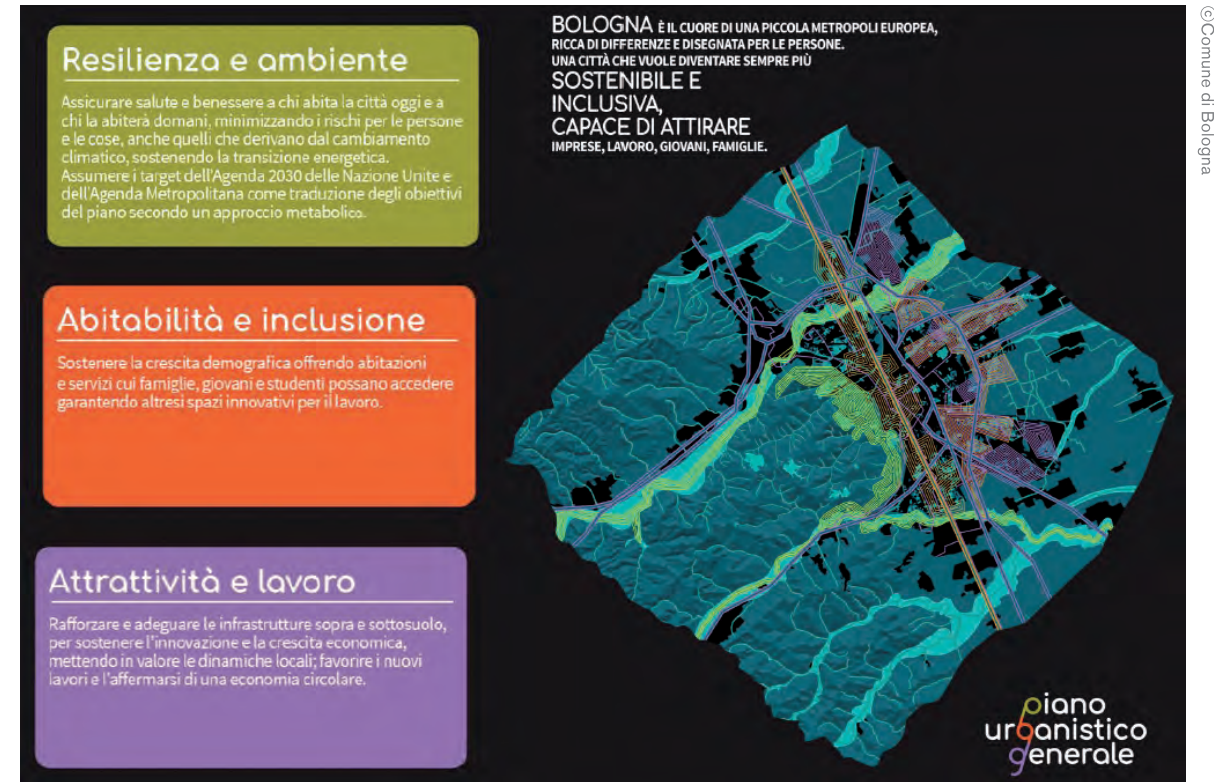 Resilienza e ambiente
Assicurare salute e benessere a chi abita la città oggi e a
chi la abiterà domani, minimizzando i rischi per le persone
e le cose, anche quelli che derivano dal cambiamento
climatico, sostenendo la transizione energetica.
Assumere i target dell'Agenda 2030 delle Nazione Unite e
dell'Agenda Metropolitana come traduzione degli obiettivi
del piano secondo un approccio metabolico.
Abitabilità e inclusione
Sostenere la crescita demografica offrendo abitazioni
e servizi cui famiglie, giovani e studenti possano accedere
garantendo altresì spazi innovativi per il lavoro.
Attrattività e lavoro
Rafforzare e adeguare le infrastrutture sopra e sottosuolo,
per sostenere l'innovazione e la crescita economica,
mettendo in valore le dinamiche locali; favorire i nuovi
lavori e l'affermarsi di una economia circolare.
BOLOGNA È IL CUORE DI UNA PICCOLA METROPOLI EUROPEA,
RICCA DI DIFFERENZE E DISEGNATA PER LE PERSONE.
UNA CITTÀ CHE VUOLE DIVENTARE SEMPRE PIÙ
SOSTENIBILE E
INCLUSIVA,
CAPACE DI ATTIRARE
IMPRESE, LAVORO, GIOVANI, FAMIGLIE.
piano
urbanistico
generale
©Comune di Bologna